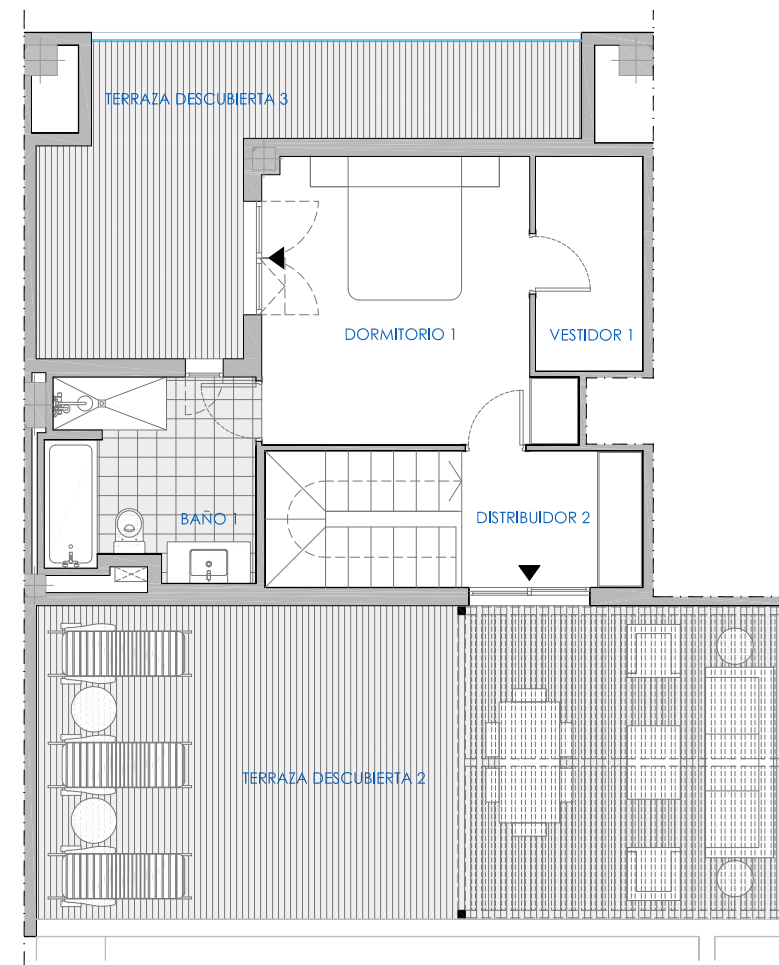 TERRAZA DESCUBIERTA 3
DORMITORIO 1
VESTIDOR 1
BAÑO 1
DISTRIBUIDOR 2
TERRAZA DESCUBIERTA 2